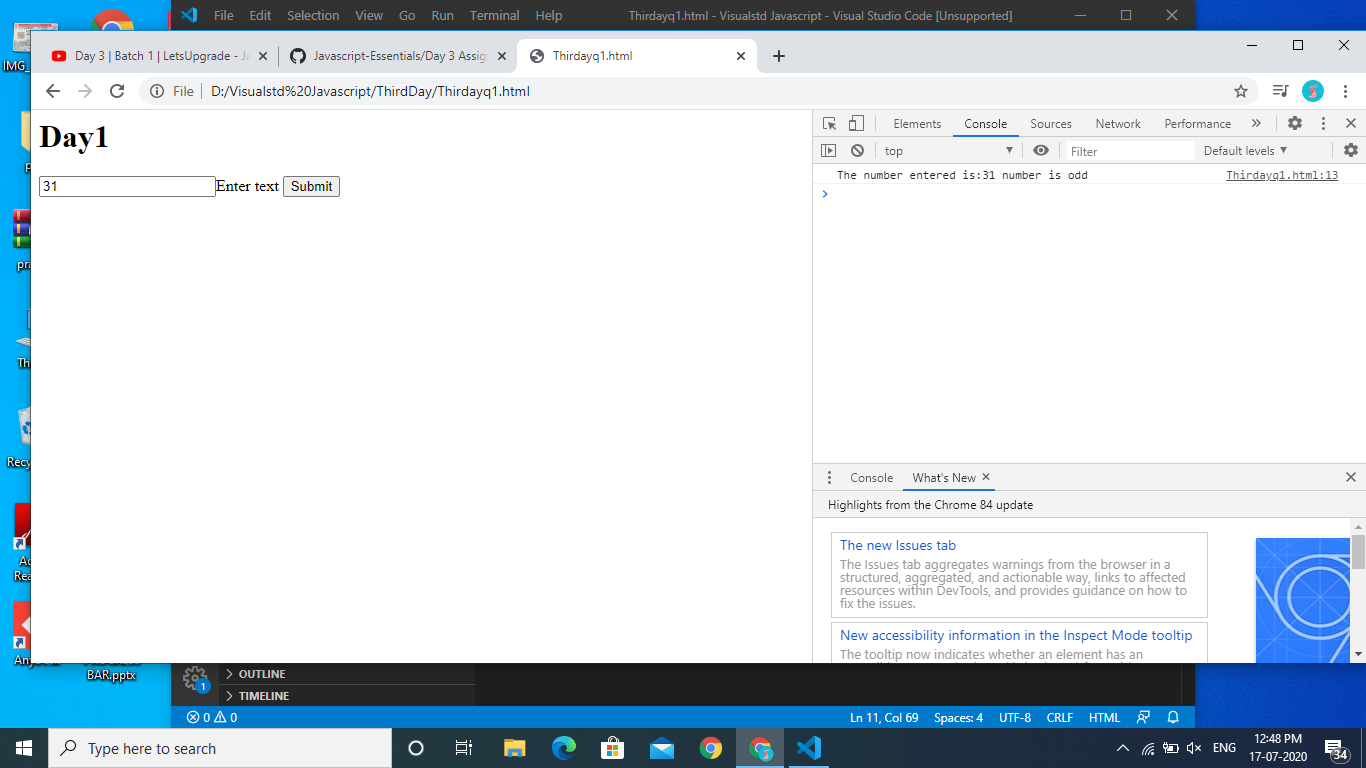 File Edit Selection View Go Run Terminal Help Thirdayq1.html - Visualstd Javascript - Visual Studio Code [Unsupported]
IMG_
Day 3 | Batch 1 | LetsUpgrade - Ja
Javascript-Essentials/Day 3 Assig
Thirdayq1.html
File D:/Visualstd%20Javascript/ThirdDay/Thirdayq1.html
Day1
31 Enter text Submit
Elements Console Sources Network Performance
top Filter Default levels
The number entered is:31 number is odd Thirdayq1.html:13
Console What's New
Highlights from the Chrome 84 update
The new Issues tab
The Issues tab aggregates warnings from the browser in a
structured, aggregated, and actionable way, links to affected
resources within DevTools, and provides guidance on how to
fix the issues.
New accessibility information in the Inspect Mode tooltip
The tooltip now indicates whether an element has an
pra
Th
Recy
Ac
Rea
Any
BAR.pptx
1
OUTLINE
TIMELINE
0 0 Ln 11, Col 69 Spaces: 4 UTF-8 CRLF HTML
Type here to search
ENG
12:48 PM
17-07-2020
34